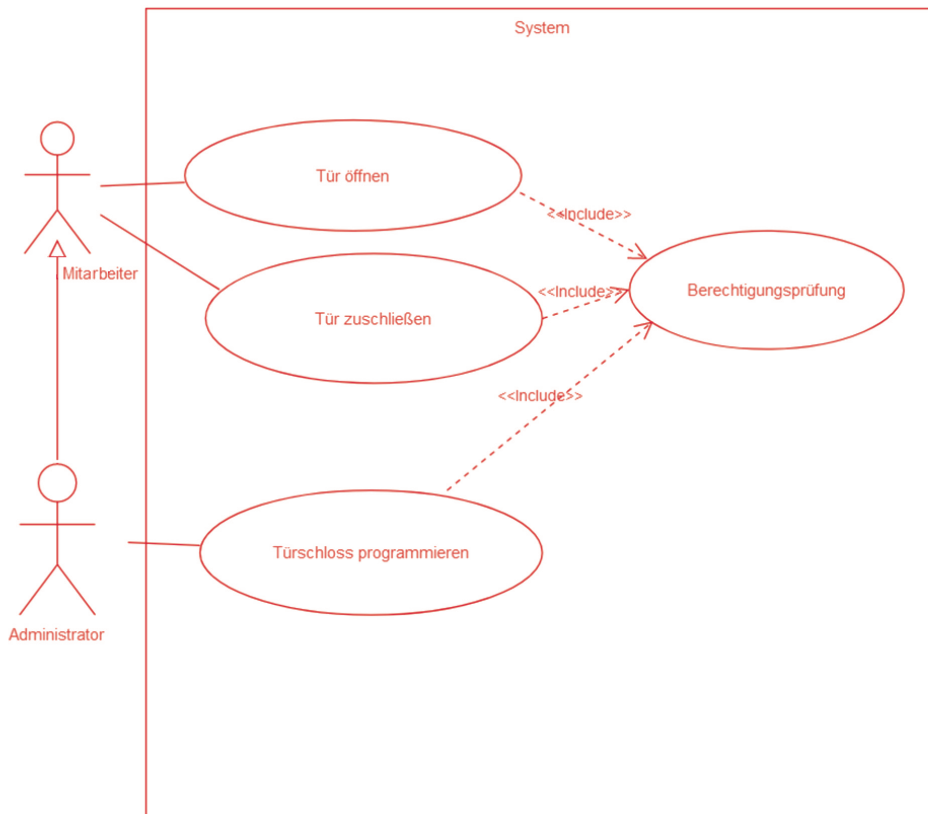 System
Tür öffnen
<<Include>>
Mitarbeiter
<<Include>>
Berechtigungsprüfung
Tür zuschließen
<<Include>>
Türschloss programmieren
Administrator